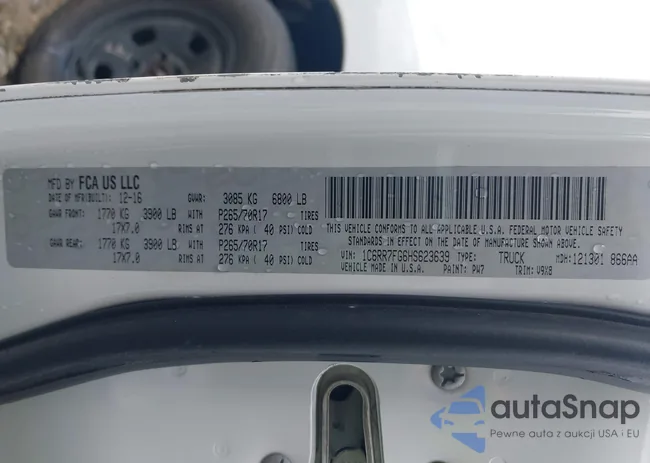 MFD BY FCA US LLC
DATE OF MFR(BUILT): 12-16 GVWR: 3085 KG 6800 LB
GAWR FRONT: 1770 KG 3900 LB WITH P265/70R17 TIRES
17X7.0 RIMS AT 276 KPA ( 40 PSI) COLD
GAWR REAR: 1770 KG 3900 LB WITH P265/70R17 TIRES
17X7.0 RIMS AT 276 KPA ( 40 PSI) COLD
THIS VEHICLE CONFORMS TO ALL APPLICABLE U.S.A. FEDERAL MOTOR VEHICLE SAFETY
STANDARDS IN EFFECT ON THE DATE OF MANUFACTURE SHOWN ABOVE.
VIN: 1C6RR7FG6HS623639 TYPE: TRUCK MDH: 121301 866AA
VEHICLE MADE IN U.S.A. PAINT: PW7 TRIM: V9X8
autaSnap
Pewne auta z aukcji USA i EU